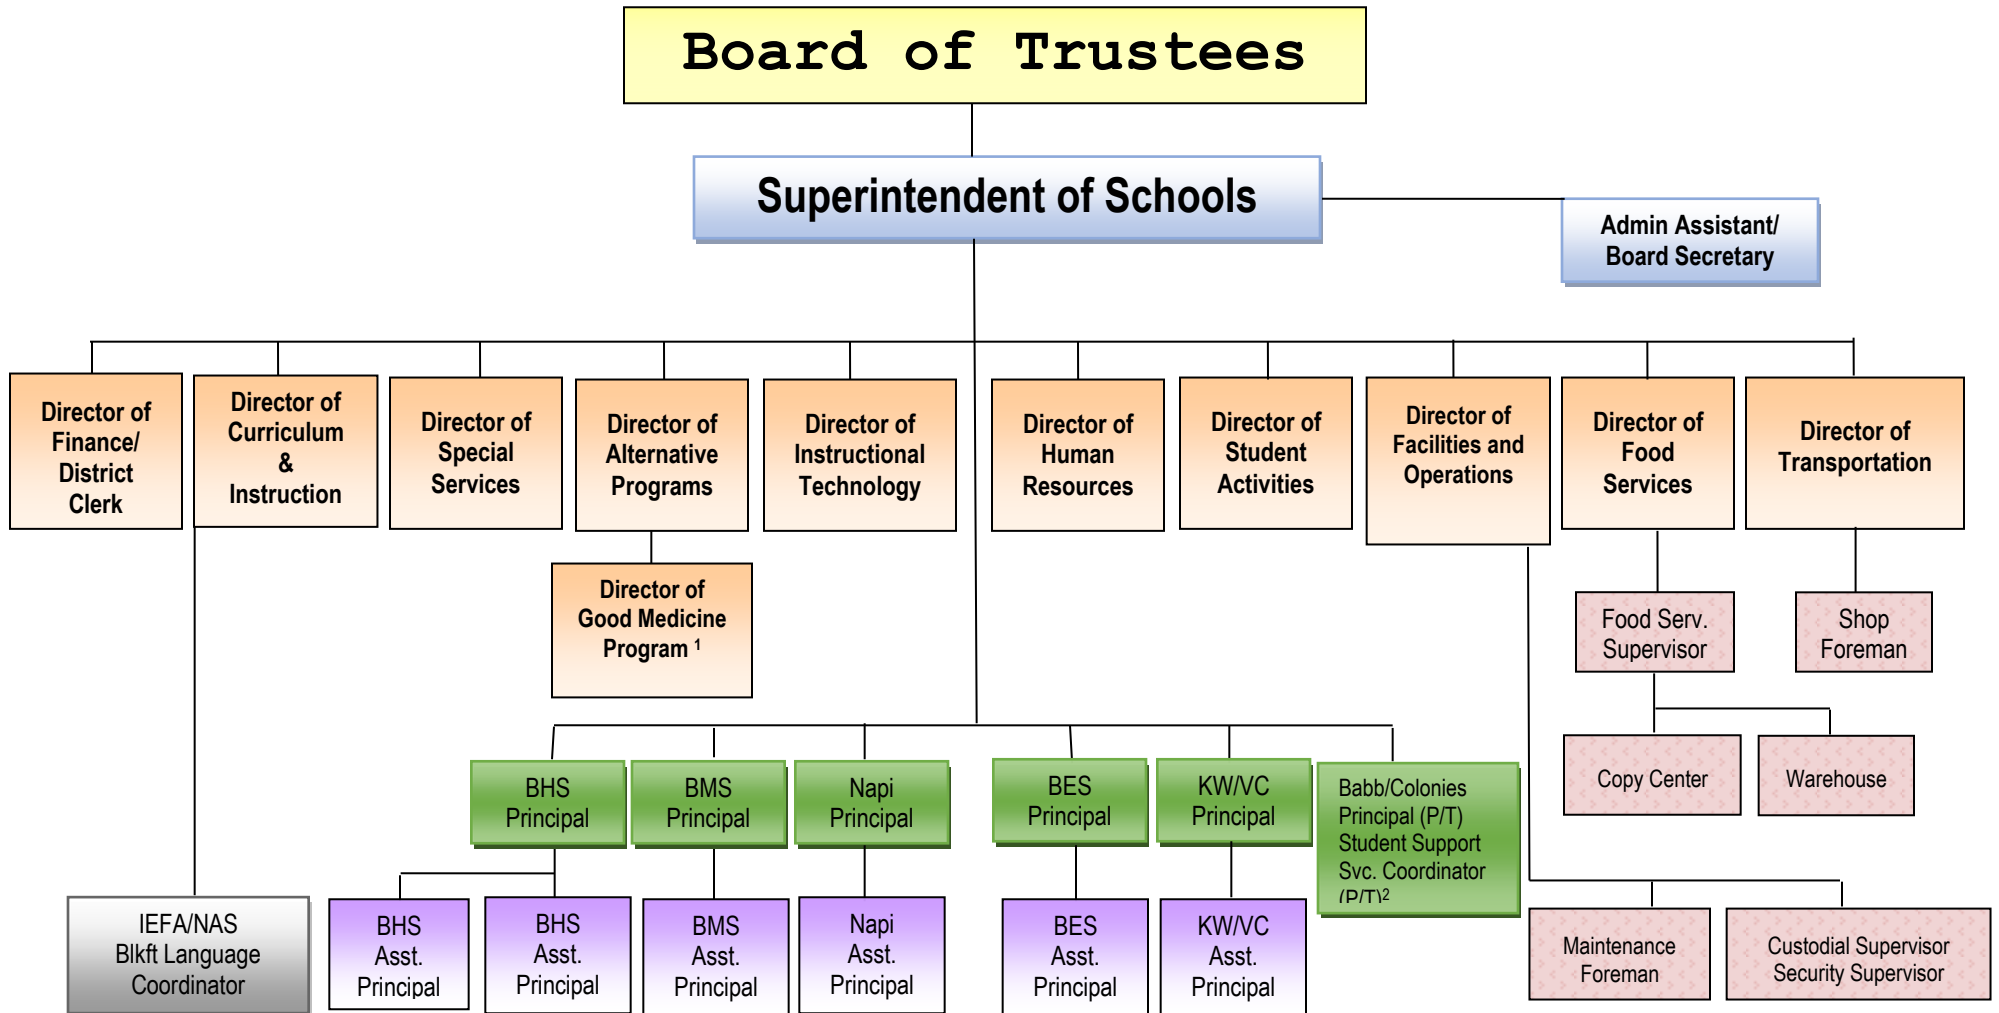 Board of Trustees
Superintendent of Schools
Admin Assistant/
Board Secretary
Director of
Finance/
District
Clerk
Director of
Curriculum
&
Instruction
Director of
Special
Services
Director of
Alternative
Programs
Director of
Instructional
Technology
Director of
Human
Resources
Director of
Student
Activities
Director of
Facilities and
Operations
Director of
Food
Services
Director of
Transportation
Director of
Good Medicine
Program ¹
Food Serv.
Supervisor
Shop
Foreman
Copy Center
Warehouse
BHS
Principal
BMS
Principal
Napi
Principal
BES
Principal
KW/VC
Principal
Babb/Colonies
Principal (P/T)
Student Support
Svc. Coordinator
(P/T)²
IEFA/NAS
Blkft Language
Coordinator
BHS
Asst.
Principal
BHS
Asst.
Principal
BMS
Asst.
Principal
Napi
Asst.
Principal
BES
Asst.
Principal
KW/VC
Asst.
Principal
Maintenance
Foreman
Custodial Supervisor
Security Supervisor